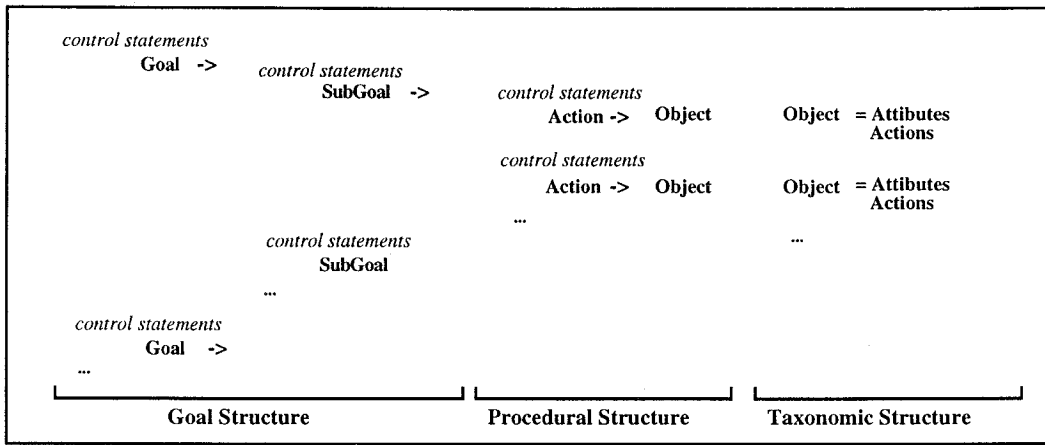 control statements
Goal ->
control statements
SubGoal ->
control statements
Action -> Object Object = Attibutes
Actions
control statements
Action -> Object Object = Attibutes
Actions
...
...
control statements
SubGoal
...
control statements
Goal ->
...
Goal Structure Procedural Structure Taxonomic Structure